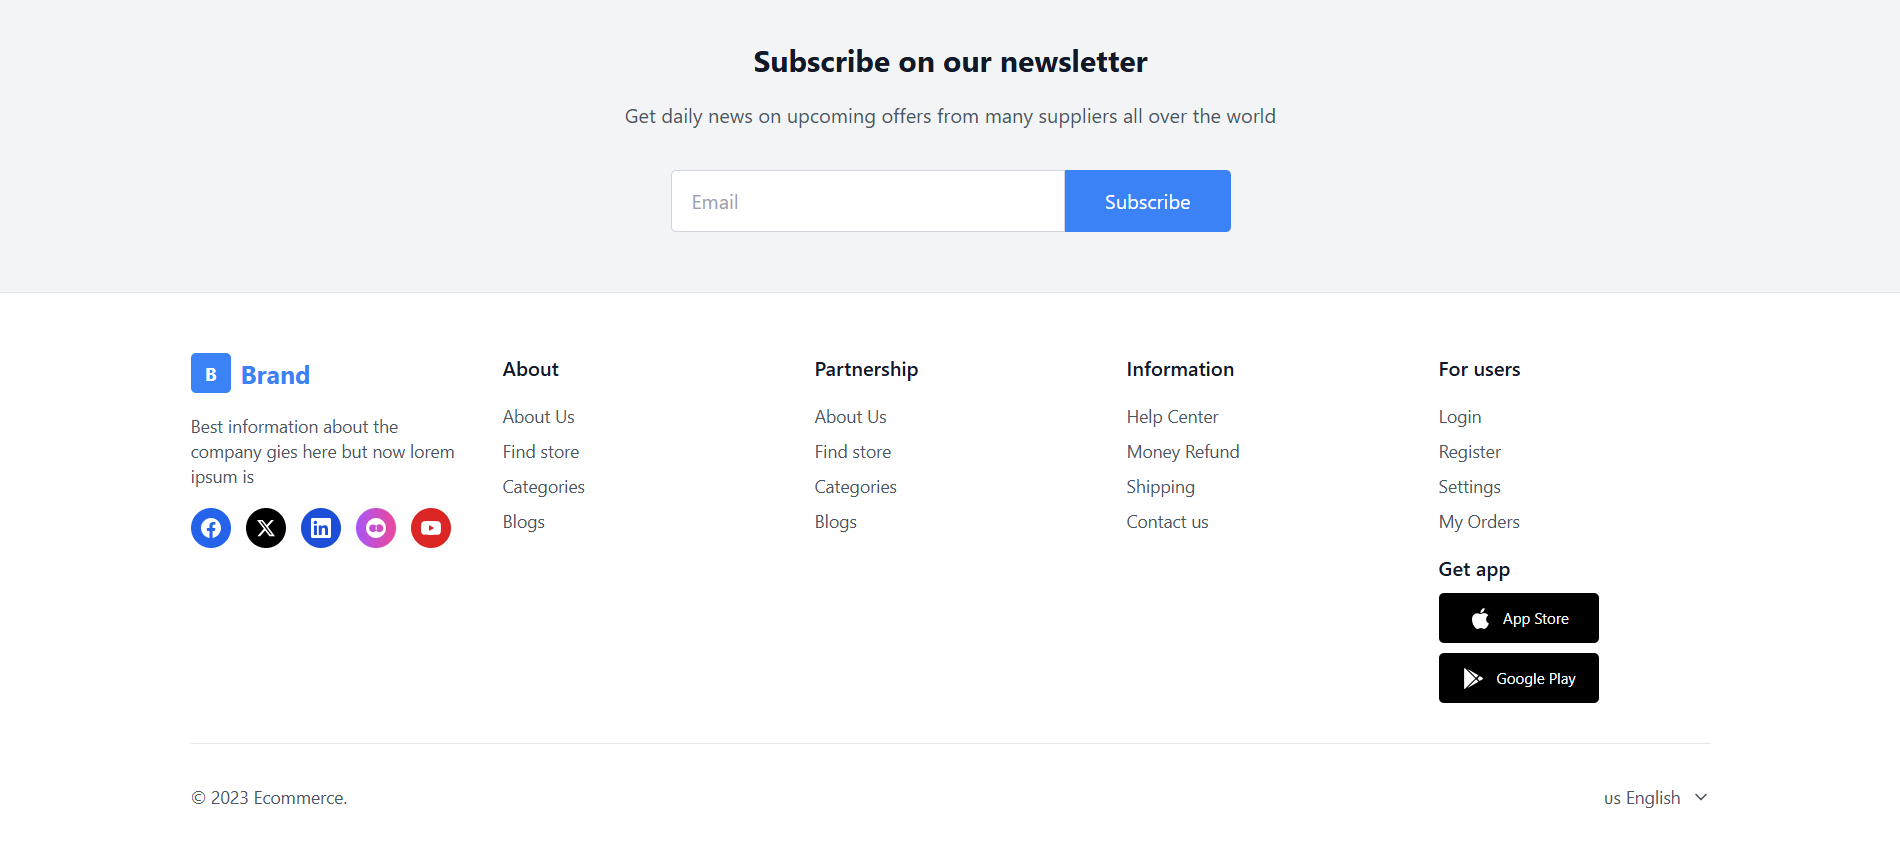 Subscribe on our newsletter
Get daily news on upcoming offers from many suppliers all over the world
Email
Subscribe
B Brand
Best information about the
company gies here but now lorem
ipsum is
About
About Us
Find store
Categories
Blogs
Partnership
About Us
Find store
Categories
Blogs
Information
Help Center
Money Refund
Shipping
Contact us
For users
Login
Register
Settings
My Orders
Get app
App Store
Google Play
© 2023 Ecommerce.
us English